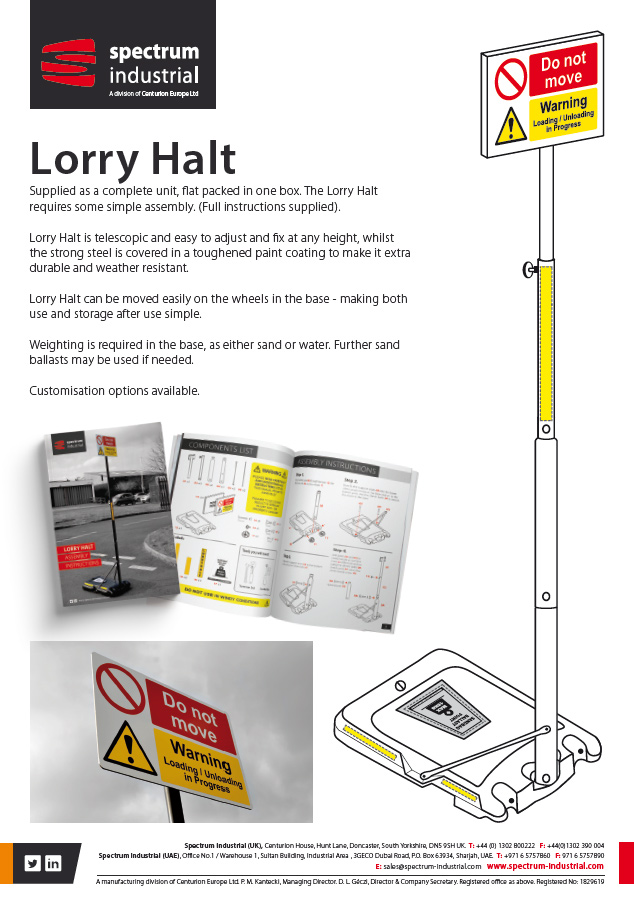 spectrum
industrial
A division of Centurion Europe Ltd
Do not
move
Warning
Loading / Unloading
in Progress
Lorry Halt
Supplied as a complete unit, flat packed in one box. The Lorry Halt
requires some simple assembly. (Full instructions supplied).
Lorry Halt is telescopic and easy to adjust and fix at any height, whilst
the strong steel is covered in a toughened paint coating to make it extra
durable and weather resistant.
Lorry Halt can be moved easily on the wheels in the base - making both
use and storage after use simple.
Weighting is required in the base, as either sand or water. Further sand
ballasts may be used if needed.
Customisation options available.
spectrum
industrial
LORRY HALT
ASSEMBLY
INSTRUCTIONS
COMPONENTS LIST
WARNING
DO NOT USE IN WINDY CONDITIONS
ASSEMBLY INSTRUCTIONS
Do not
move
Warning
Loading / Unloading
in Progress
Spectrum Industrial (UK), Centurion House, Hunt Lane, Doncaster, South Yorkshire, DN5 9SH UK. T: +44 (0) 1302 800222 F: +44(0)1302 390 004
Spectrum Industrial (UAE), Office No.1 / Warehouse 1, Sultan Building, Industrial Area , 3GECO Dubai Road, P.O. Box 63934, Sharjah, UAE. T: +971 6 5757860 F: 971 6 5757890
E: sales@spectrum-industrial.com www.spectrum-industrial.com
A manufacturing division of Centurion Europe Ltd. P. M. Kantecki, Managing Director. D. L. Géczi, Director & Company Secretary. Registered office as above. Registered No: 1829619